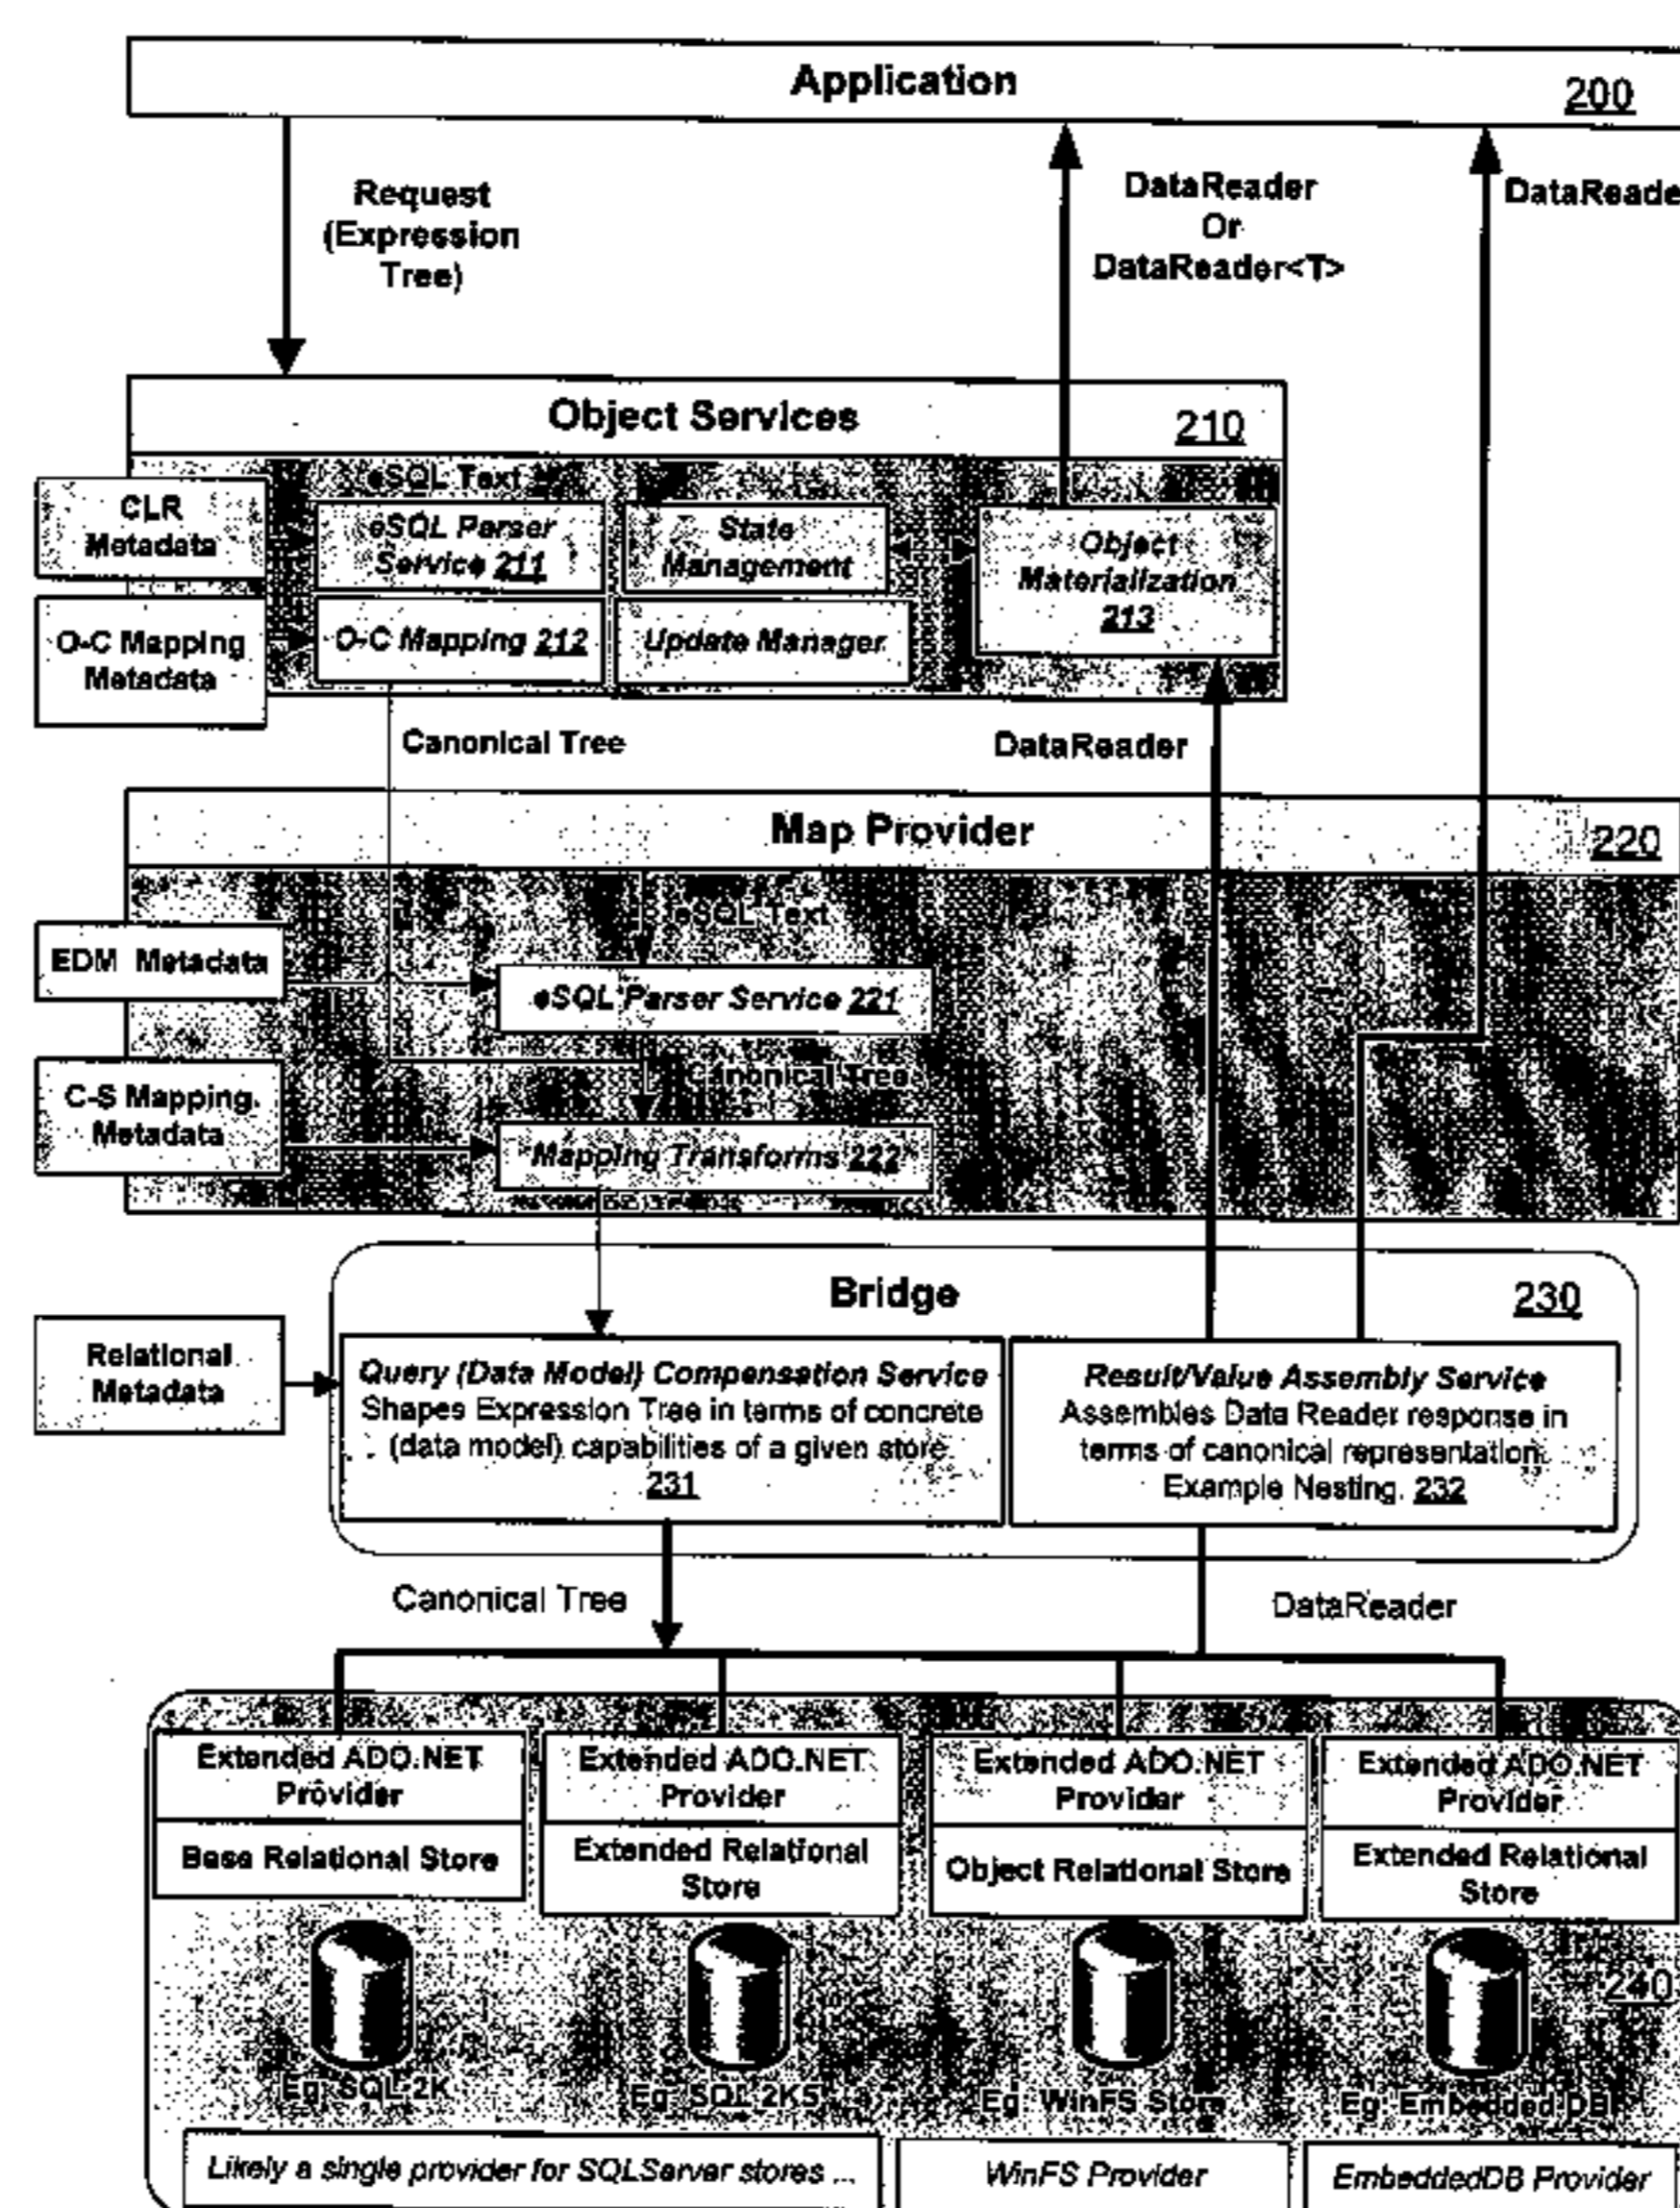 Application
200
Request
(Expression
Tree)
DataReader
Or
DataReader<T>
DataReade
Object Services
210
eSQL Text
CLR
Metadata
eSQL Parser
Service 211
State
Management
Object
Materialization
213
O-C Mapping
Metadata
O-C Mapping 212
Update Manager
Canonical Tree
DataReader
Map Provider
220
eSQL Text
EDM Metadata
eSQL Parser Service 221
Canonical Tree
C-S Mapping.
Metadata
Mapping Transforms 222
Bridge
230
Relational
Metadata
Query (Data Model) Compensation Service
Shapes Expression Tree in terms of concrete
(data model) capabilities of a given store.
231
Result/Value Assembly Service
Assembles Data Reader response in
terms of canonical representation.
Example Nesting. 232
Canonical Tree
DataReader
Extended ADO.NET
Provider
Base Relational Store
Extended ADO.NET
Provider
Extended Relational
Store
Extended ADO.NET
Provider
Object Relational Store
Extended ADO.NET
Provider
Extended Relational
Store
240
Eg: SQL 2K
Eg: SQL 2K5
Eg: WinFS Store
Eg: Embedded DB
Likely a single provider for SQLServer stores ...
WinFS Provider
EmbeddedDB Provider